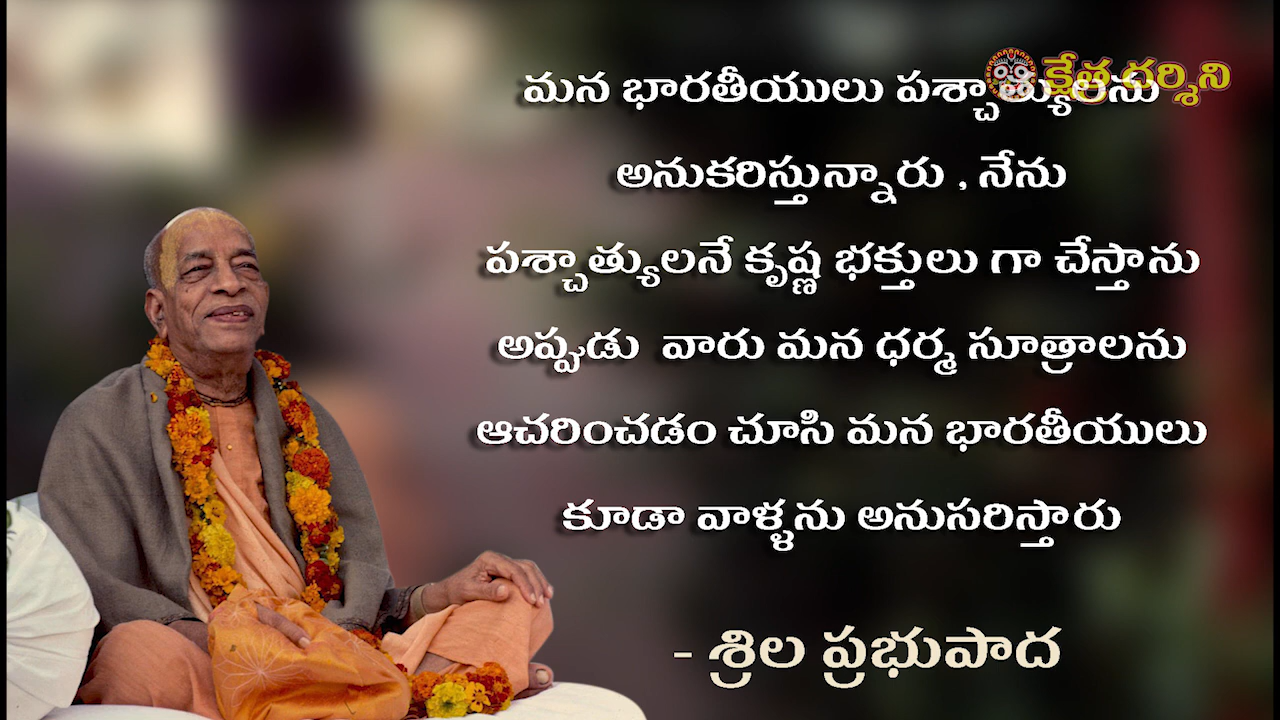 క్షేత్ర దర్శిని
మన భారతీయులు పశ్చాత్యులను
అనుకరిస్తున్నారు , నేను
పశ్చాత్యులనే కృష్ణ భక్తులు గా చేస్తాను
అప్పుడు వారు మన ధర్మ సూత్రాలను
ఆచరించడం చూసి మన భారతీయులు
కూడా వాళ్ళను అనుసరిస్తారు
- శ్రిల ప్రభుపాద